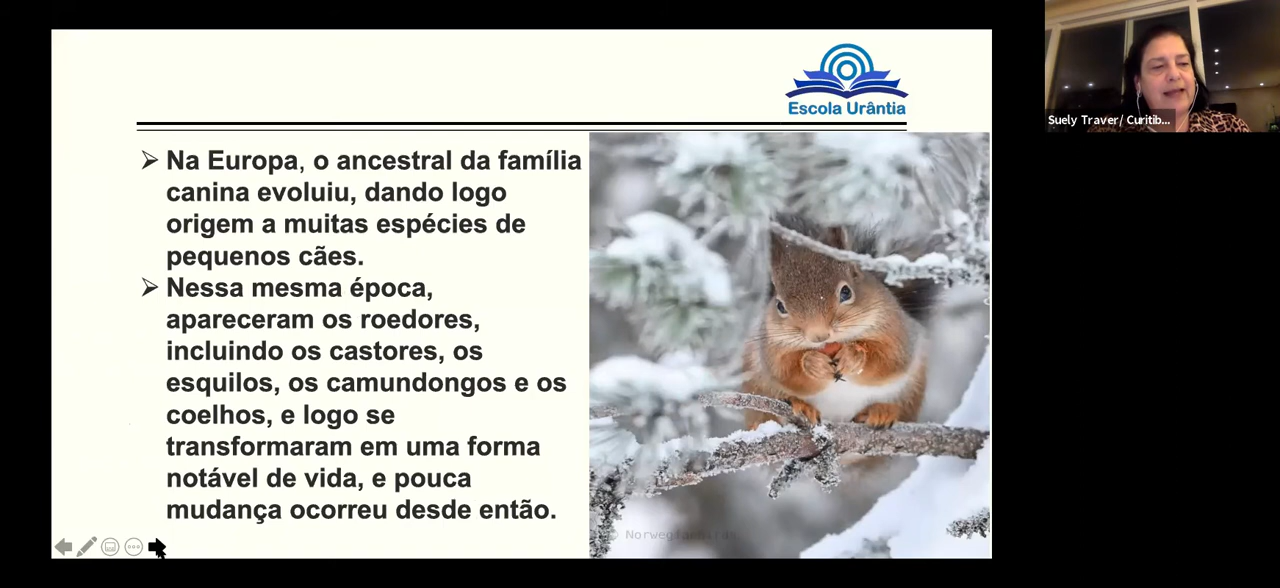 Escola Urântia
Na Europa, o ancestral da família
canina evoluiu, dando logo
origem a muitas espécies de
pequenos cães.
Nessa mesma época,
apareceram os roedores,
incluindo os castores, os
esquilos, os camundongos e os
coelhos, e logo se
transformaram em uma forma
notável de vida, e pouca
mudança ocorreu desde então.
Suely Traver/ Curitib...